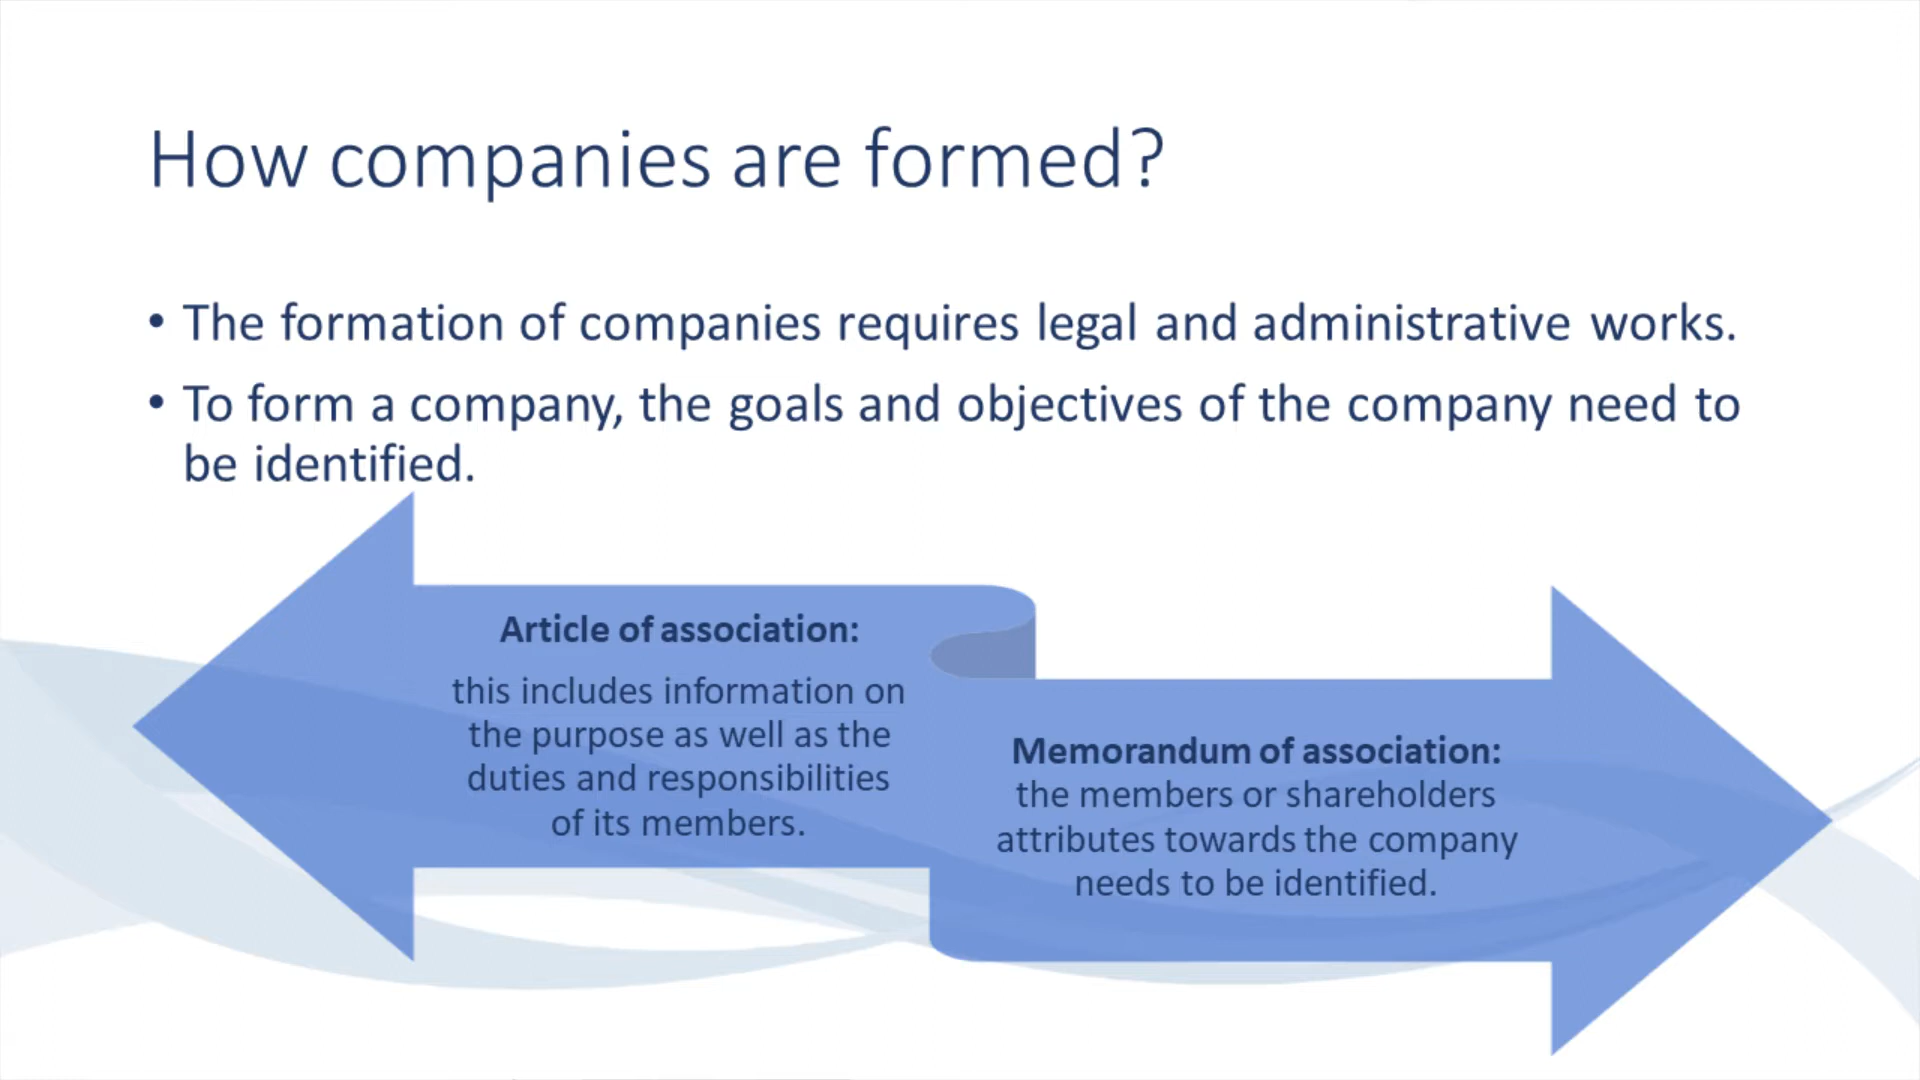 How companies are formed?
• The formation of companies requires legal and administrative works.
• To form a company, the goals and objectives of the company need to
be identified.
Article of association:
this includes information on
the purpose as well as the
duties and responsibilities
of its members.
Memorandum of association:
the members or shareholders
attributes towards the company
needs to be identified.